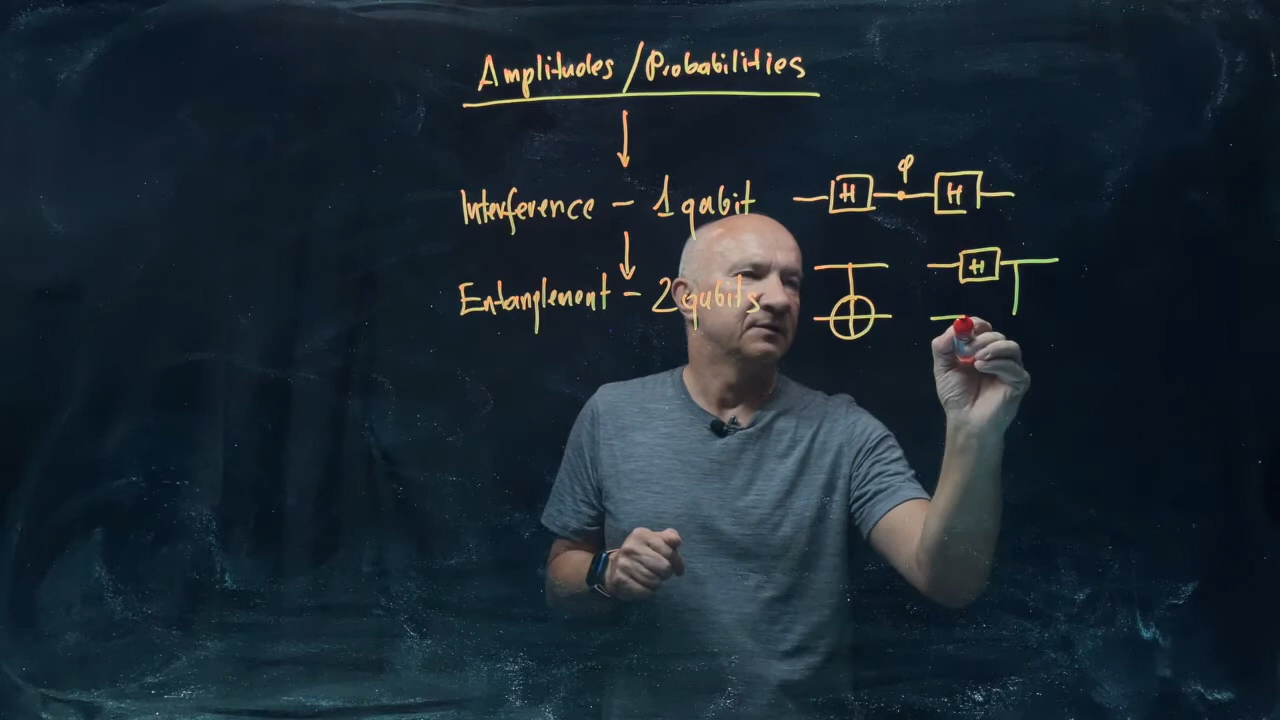 Amplitudes / Probabilities
Interference - 1 qubit
φ
H H
Entanglement - 2 qubits
H